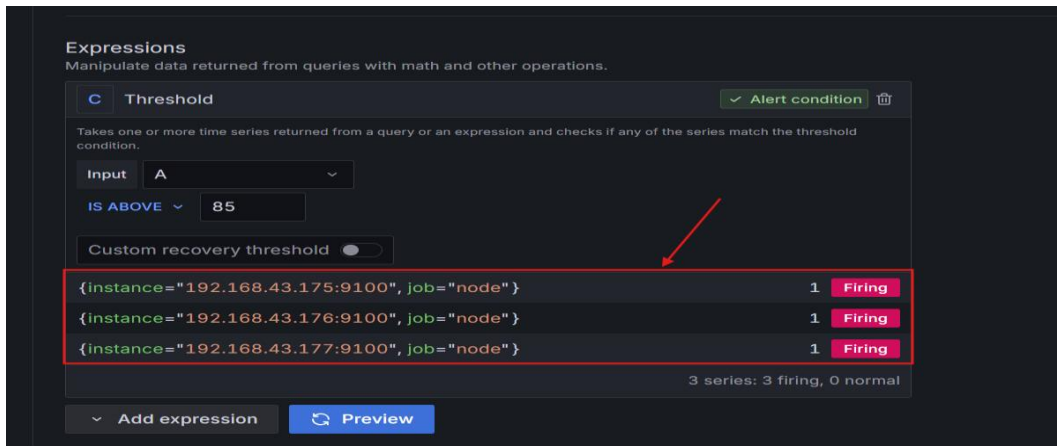 Expressions
Manipulate data returned from queries with math and other operations.
C Threshold Alert condition
Takes one or more time series returned from a query or an expression and checks if any of the series match the threshold
condition.
Input A
IS ABOVE 85
Custom recovery threshold
{instance="192.168.43.175:9100", job="node"} 1 Firing
{instance="192.168.43.176:9100", job="node"} 1 Firing
{instance="192.168.43.177:9100", job="node"} 1 Firing
3 series: 3 firing, 0 normal
Add expression Preview